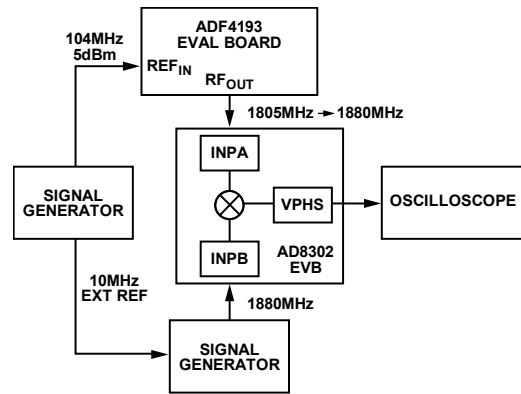 104MHz
5dBm
ADF4193
EVAL BOARD
REFIN
RFOUT
1805MHz → 1880MHz
INPA
SIGNAL
GENERATOR
VPHS
OSCILLOSCOPE
INPB
AD8302
EVB
10MHz
EXT REF
1880MHz
SIGNAL
GENERATOR